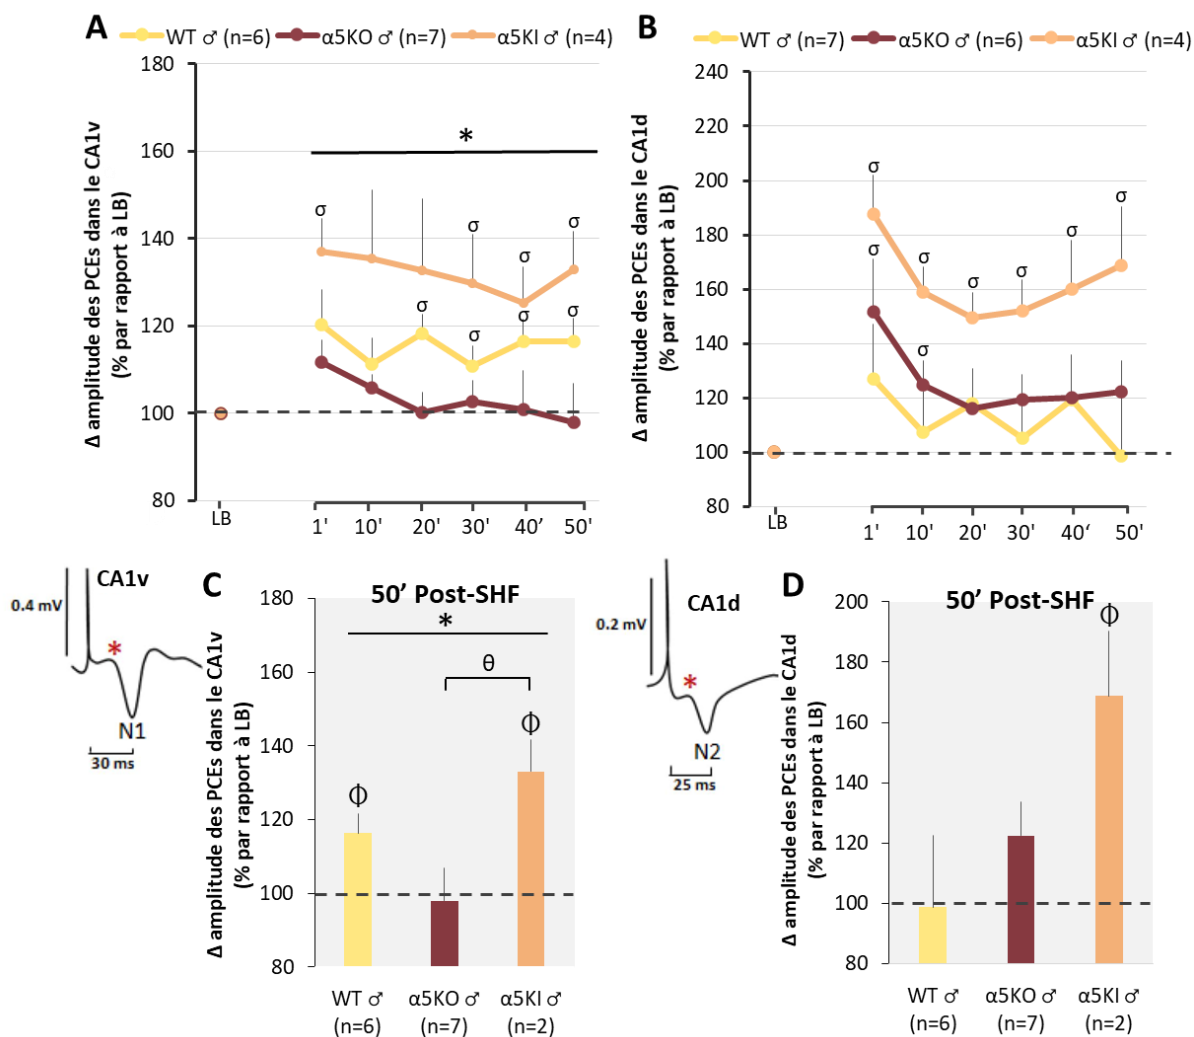 A
WT ♂ (n=6) α5KO ♂ (n=7) α5KI ♂ (n=4)
Δ amplitude des PCEs dans le CA1v
(% par rapport à LB)
180
160
140
120
100
80
*
σ
σ
σ
σ
σ
σ
σ
σ
LB
1' 10' 20' 30' 40' 50'
B
WT ♂ (n=7) α5KO ♂ (n=6) α5KI ♂ (n=4)
Δ amplitude des PCEs dans le CA1d
(% par rapport à LB)
240
220
200
180
160
140
120
100
80
σ
σ
σ
σ
σ
σ
σ
σ
LB
1' 10' 20' 30' 40' 50'
CA1v
0.4 mV
*
N1
30 ms
C
50' Post-SHF
Δ amplitude des PCEs dans le CA1v
(% par rapport à LB)
180
160
140
120
100
80
*
θ
Φ
Φ
WT ♂ α5KO ♂ α5KI ♂
(n=6) (n=7) (n=2)
CA1d
0.2 mV
*
N2
25 ms
D
50' Post-SHF
Δ amplitude des PCEs dans le CA1d
(% par rapport à LB)
200
180
160
140
120
100
80
Φ
WT ♂ α5KO ♂ α5KI ♂
(n=6) (n=7) (n=2)